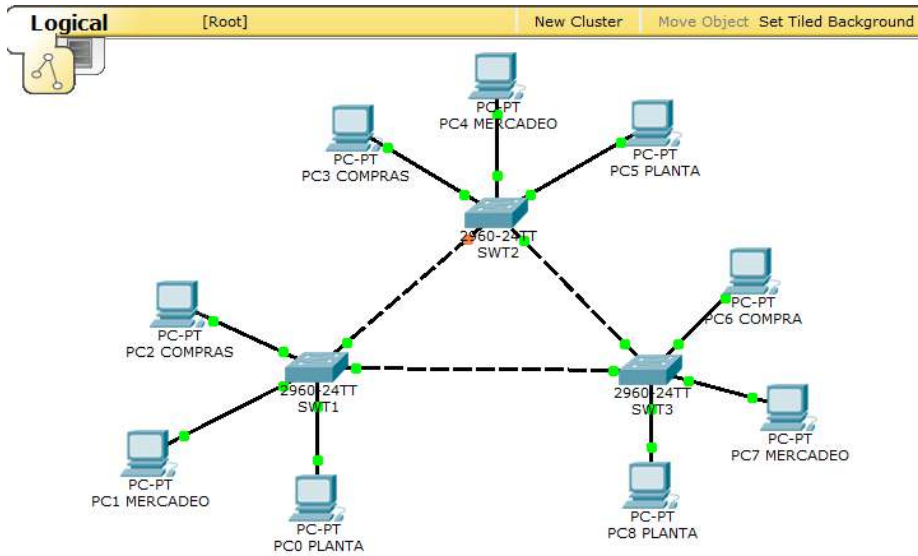 Logical
[Root]
New Cluster
Move Object
Set Tiled Background
PC-PT
PC4 MERCADEO
PC-PT
PC3 COMPRAS
PC-PT
PC5 PLANTA
2960-24TT
SWT2
PC-PT
PC6 COMPRA
PC-PT
PC2 COMPRAS
2960-24TT
SWT1
2960-24TT
SWT3
PC-PT
PC7 MERCADEO
PC-PT
PC1 MERCADEO
PC-PT
PC0 PLANTA
PC-PT
PC8 PLANTA